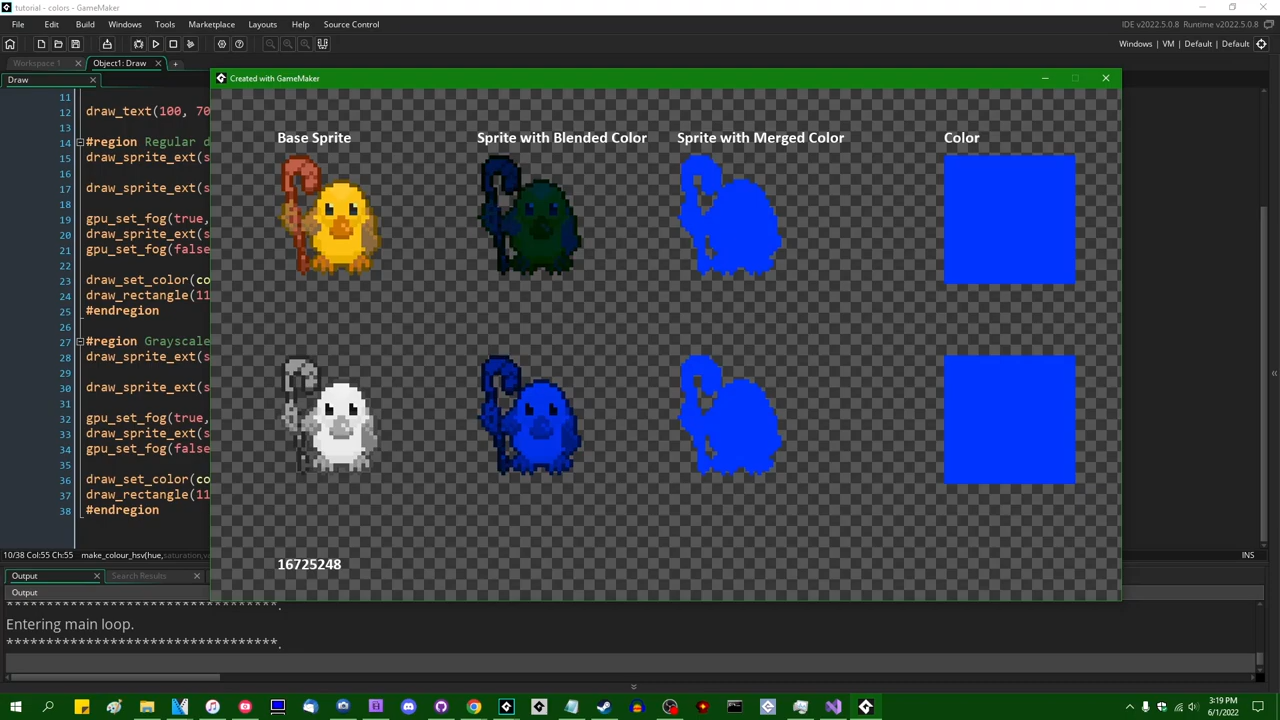 tutorial - colors - GameMaker
File Edit Build Windows Tools Marketplace Layouts Help Source Control
IDE v2022.5.0.8 Runtime v2022.5.0.8
Windows | VM | Default | Default
Workspace 1 Object1: Draw
Draw
Created with GameMaker
11
12 draw_text(100, 70
13
14 #region Regular d
15 draw_sprite_ext(s
16
17 draw_sprite_ext(s
18
19 gpu_set_fog(true,
20 draw_sprite_ext(s
21 gpu_set_fog(false
22
23 draw_set_color(co
24 draw_rectangle(11
25 #endregion
26
27 #region Grayscale
28 draw_sprite_ext(s
29
30 draw_sprite_ext(s
31
32 gpu_set_fog(true,
33 draw_sprite_ext(s
34 gpu_set_fog(false
35
36 draw_set_color(co
37 draw_rectangle(11
38 #endregion
Base Sprite Sprite with Blended Color Sprite with Merged Color Color
16725248
10/38 Col:55 Ch:55 make_colour_hsv(hue,saturation,v
INS
Output Search Results
Output
*******************************.
Entering main loop.
*******************************.
3:19 PM
6/1/2022